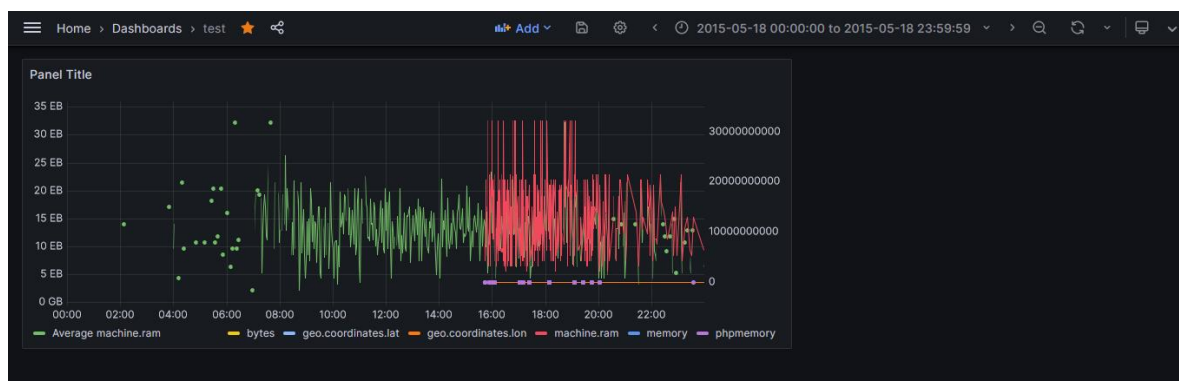 Home › Dashboards › test Add 2015-05-18 00:00:00 to 2015-05-18 23:59:59
Panel Title
35 EB
30 EB
25 EB
20 EB
15 EB
10 EB
5 EB
0 GB
30000000000
20000000000
10000000000
0
00:00 02:00 04:00 06:00 08:00 10:00 12:00 14:00 16:00 18:00 20:00 22:00
Average machine.ram bytes geo.coordinates.lat geo.coordinates.lon machine.ram memory phpmemory